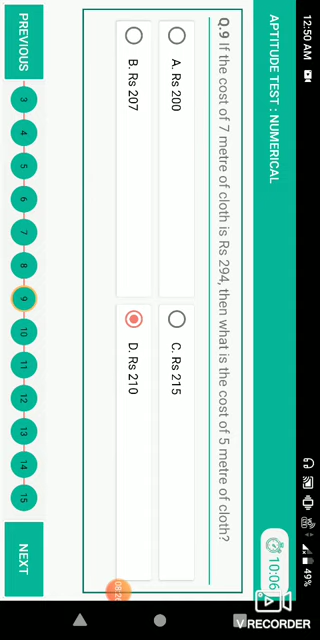 12:50 AM
49%
APTITUDE TEST : NUMERICAL
10:06
Q.9 If the cost of 7 metre of cloth is Rs 294, then what is the cost of 5 metre of cloth?
A. Rs 200
C. Rs 215
B. Rs 207
D. Rs 210
PREVIOUS
3
4
5
6
7
8
9
10
11
12
13
14
15
NEXT
V RECORDER